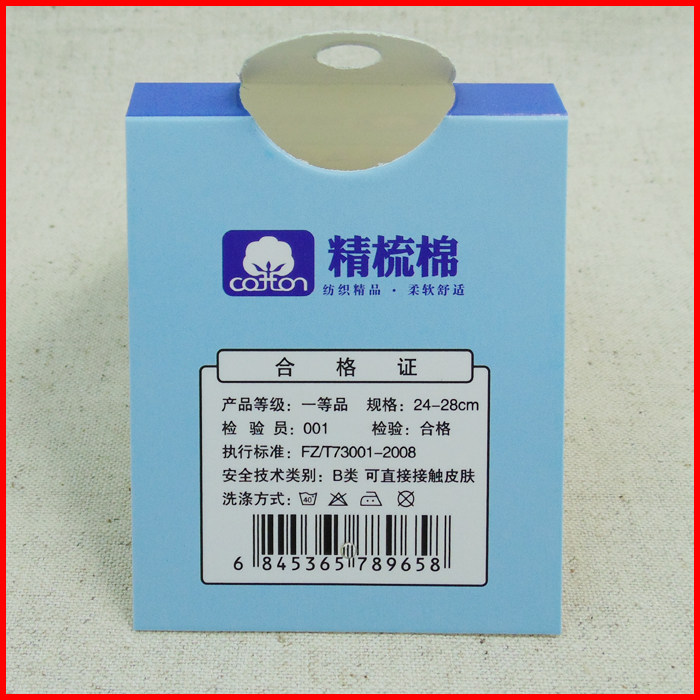 cotton
精梳棉
纺织精品·柔软舒适
合格证
产品等级：一等品 规格：24-28cm
检验员：001 检验：合格
执行标准：FZ/T73001-2008
安全技术类别：B类 可直接接触皮肤
洗涤方式： 40
6 845365 789658